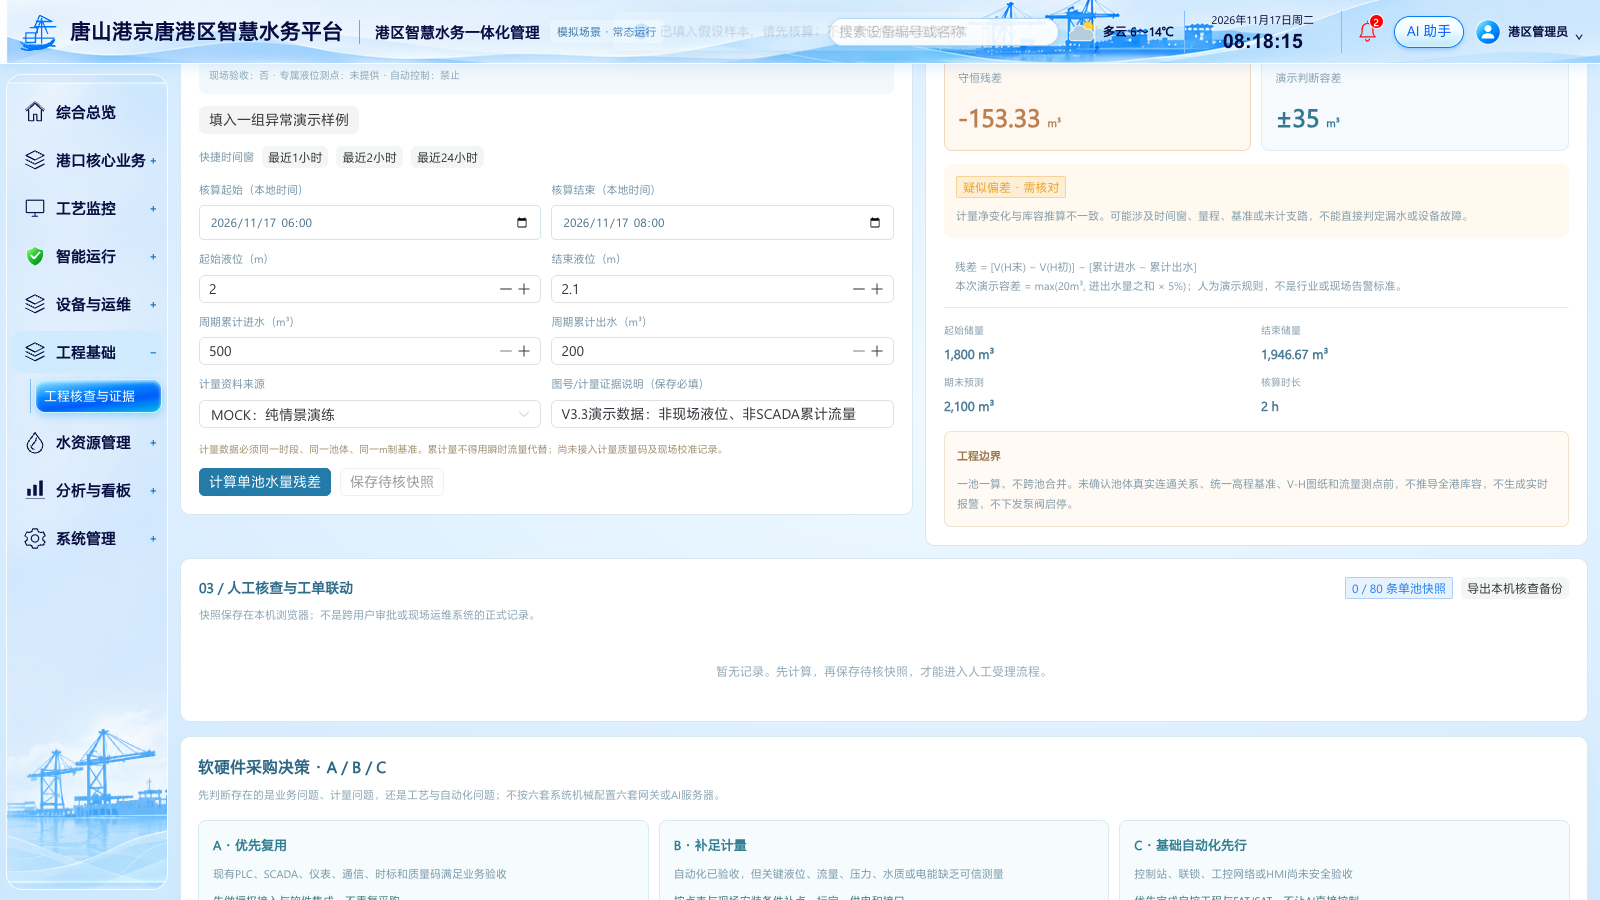 唐山港京唐港区智慧水务平台
港区智慧水务一体化管理
模拟场景 · 常态运行
已填入假设样本，请先核算；
搜索设备编号或名称
多云 6~14℃
2026年11月17日周二
08:18:15
2
AI 助手
港区管理员
综合总览
港口核心业务 +
工艺监控 +
智能运行 +
设备与运维 +
工程基础 −
工程核查与证据
水资源管理 +
分析与看板 +
系统管理 +
现场验收：否 · 专属液位测点：未提供 · 自动控制：禁止
填入一组异常演示样例
快捷时间窗 最近1小时 最近2小时 最近24小时
核算起始（本地时间） 核算结束（本地时间）
2026/11/17 06:00 2026/11/17 08:00
起始液位（m） 结束液位（m）
2 2.1
周期累计进水（m³） 周期累计出水（m³）
500 200
计量资料来源 图号/计量证据说明（保存必填）
MOCK：纯情景演练 V3.3演示数据：非现场液位、非SCADA累计流量
计量数据必须同一时段、同一池体、同一m制基准。累计量不得用瞬时流量代替；尚未接入计量质量码及现场校准记录。
计算单池水量残差 保存待核快照
守恒残差 演示判断容差
-153.33 m³ ±35 m³
疑似偏差 · 需核对
计量净变化与库容推算不一致。可能涉及时间窗、量程、基准或未计支路，不能直接判定漏水或设备故障。
残差 = [V(H末) − V(H初)] − [累计进水 − 累计出水]
本次演示容差 = max(20m³, 进出水量之和 × 5%)；人为演示规则，不是行业或现场告警标准。
起始储量 结束储量
1,800 m³ 1,946.67 m³
期末预测 核算时长
2,100 m³ 2 h
工程边界
一池一算、不跨池合并。未确认池体真实连通关系、统一高程基准、V-H图纸和流量测点前，不推导全港库容，不生成实时
报警，不下发泵阀启停。
03 / 人工核查与工单联动
0 / 80 条单池快照 导出本机核查备份
快照保存在本机浏览器；不是跨用户审批或现场运维系统的正式记录。
暂无记录。先计算，再保存待核快照，才能进入人工受理流程。
软硬件采购决策 · A / B / C
先判断存在的是业务问题、计量问题，还是工艺与自动化问题；不按六套系统机械配置六套网关或AI服务器。
A · 优先复用
现有PLC、SCADA、仪表、通信、时标和质量码满足业务验收
B · 补足计量
自动化已验收，但关键液位、流量、压力、水质或电能缺乏可信测量
C · 基础自动化先行
控制站、联锁、工控网络或HMI尚未安全验收